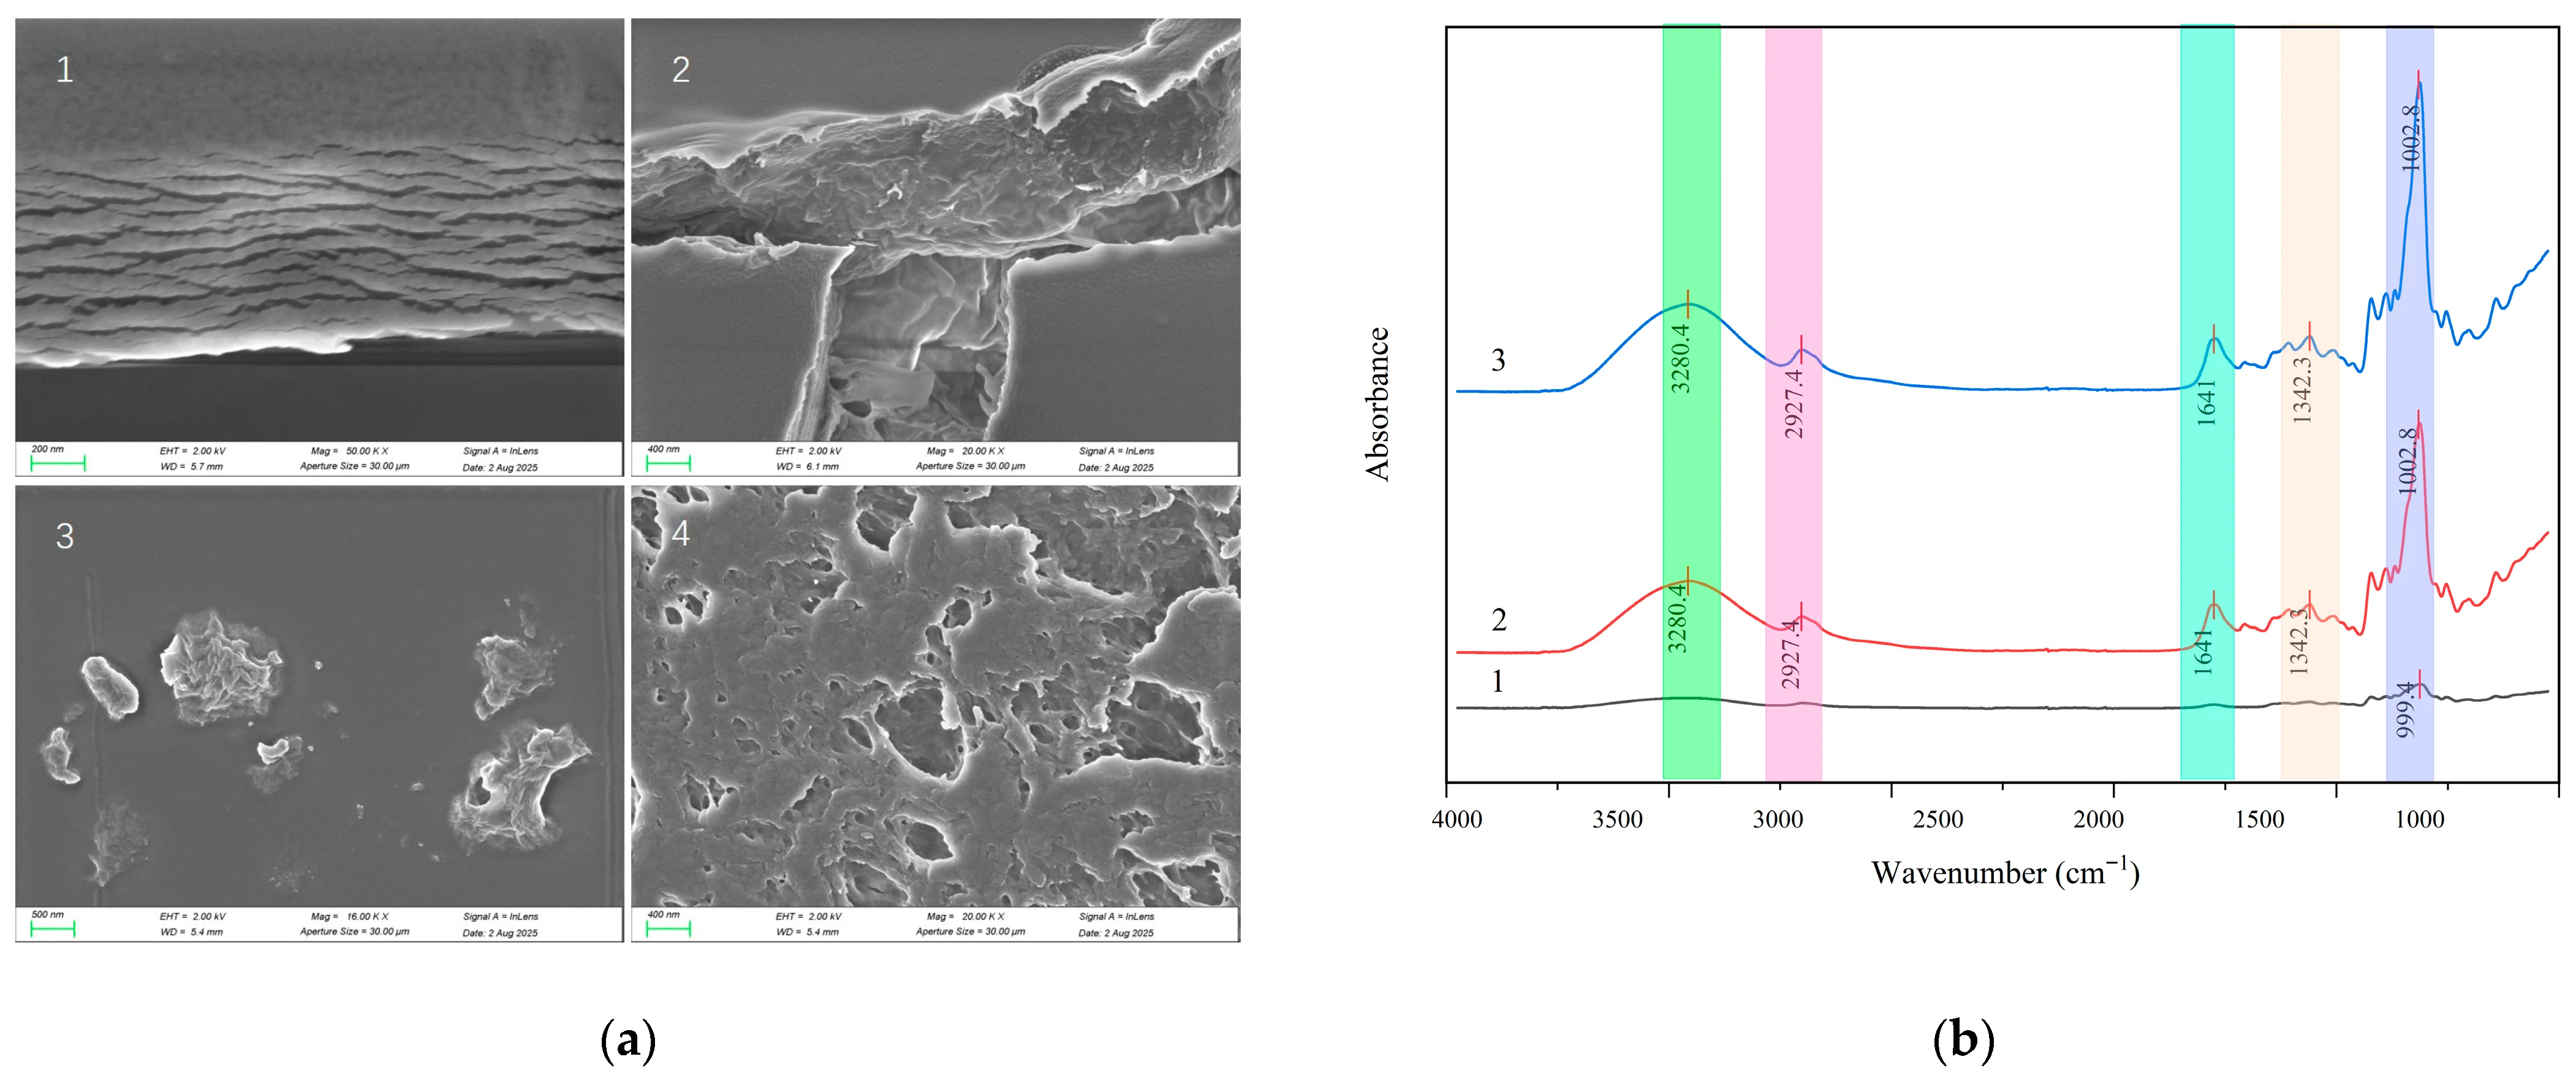 1
200 nm
EHT = 2.00 kV
Mag = 50.00 K X
Signal A = InLens
WD = 5.7 mm
Aperture Size = 30.00 µm
Date: 2 Aug 2025
2
400 nm
EHT = 2.00 kV
Mag = 20.00 K X
Signal A = InLens
WD = 6.1 mm
Aperture Size = 30.00 µm
Date: 2 Aug 2025
3
500 nm
EHT = 2.00 kV
Mag = 16.00 K X
Signal A = InLens
WD = 5.4 mm
Aperture Size = 30.00 µm
Date: 2 Aug 2025
4
400 nm
EHT = 2.00 kV
Mag = 20.00 K X
Signal A = InLens
WD = 5.4 mm
Aperture Size = 30.00 µm
Date: 2 Aug 2025
(a)
Absorbance
3
3280.4
2927.4
1641
1342.3
1002.8
2
3280.4
2927.4
1641
1342.3
1002.8
1
999.4
4000
3500
3000
2500
2000
1500
1000
Wavenumber (cm⁻¹)
(b)